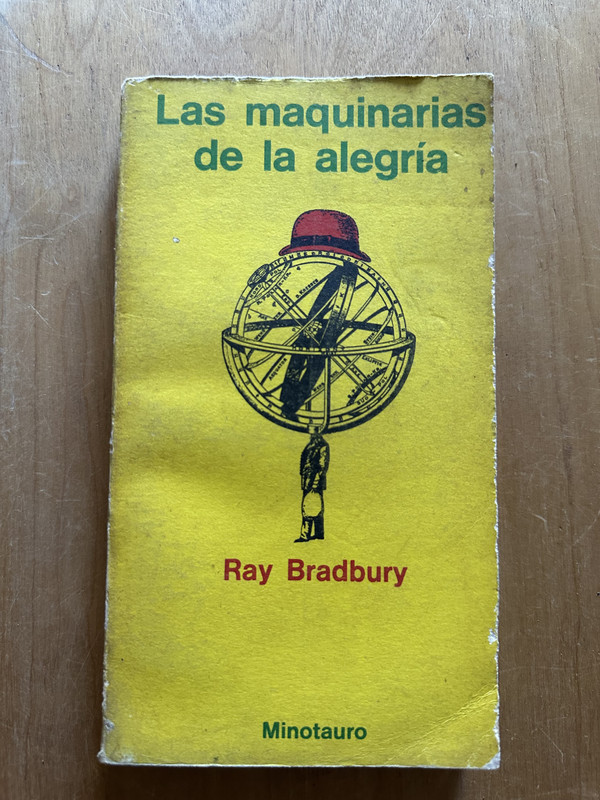 Las maquinarias
de la alegría
Ray Bradbury
Minotauro